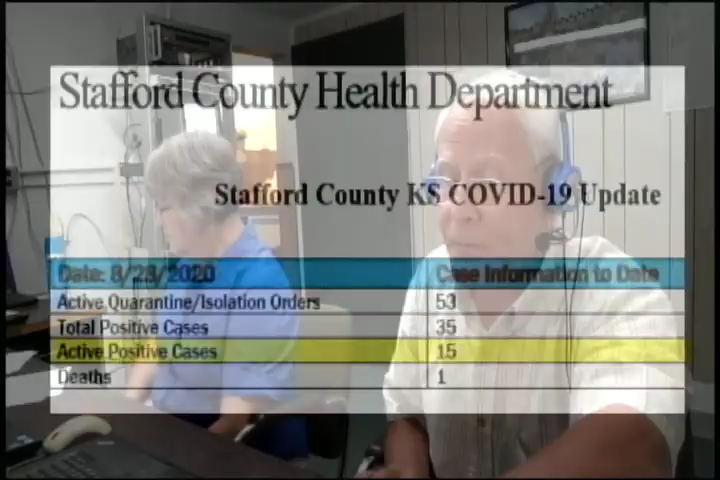 Stafford County Health Department
Stafford County KS COVID-19 Update
Date: 8/28/2020 Case Information to Date
Active Quarantine/Isolation Orders 53
Total Positive Cases 35
Active Positive Cases 15
Deaths 1